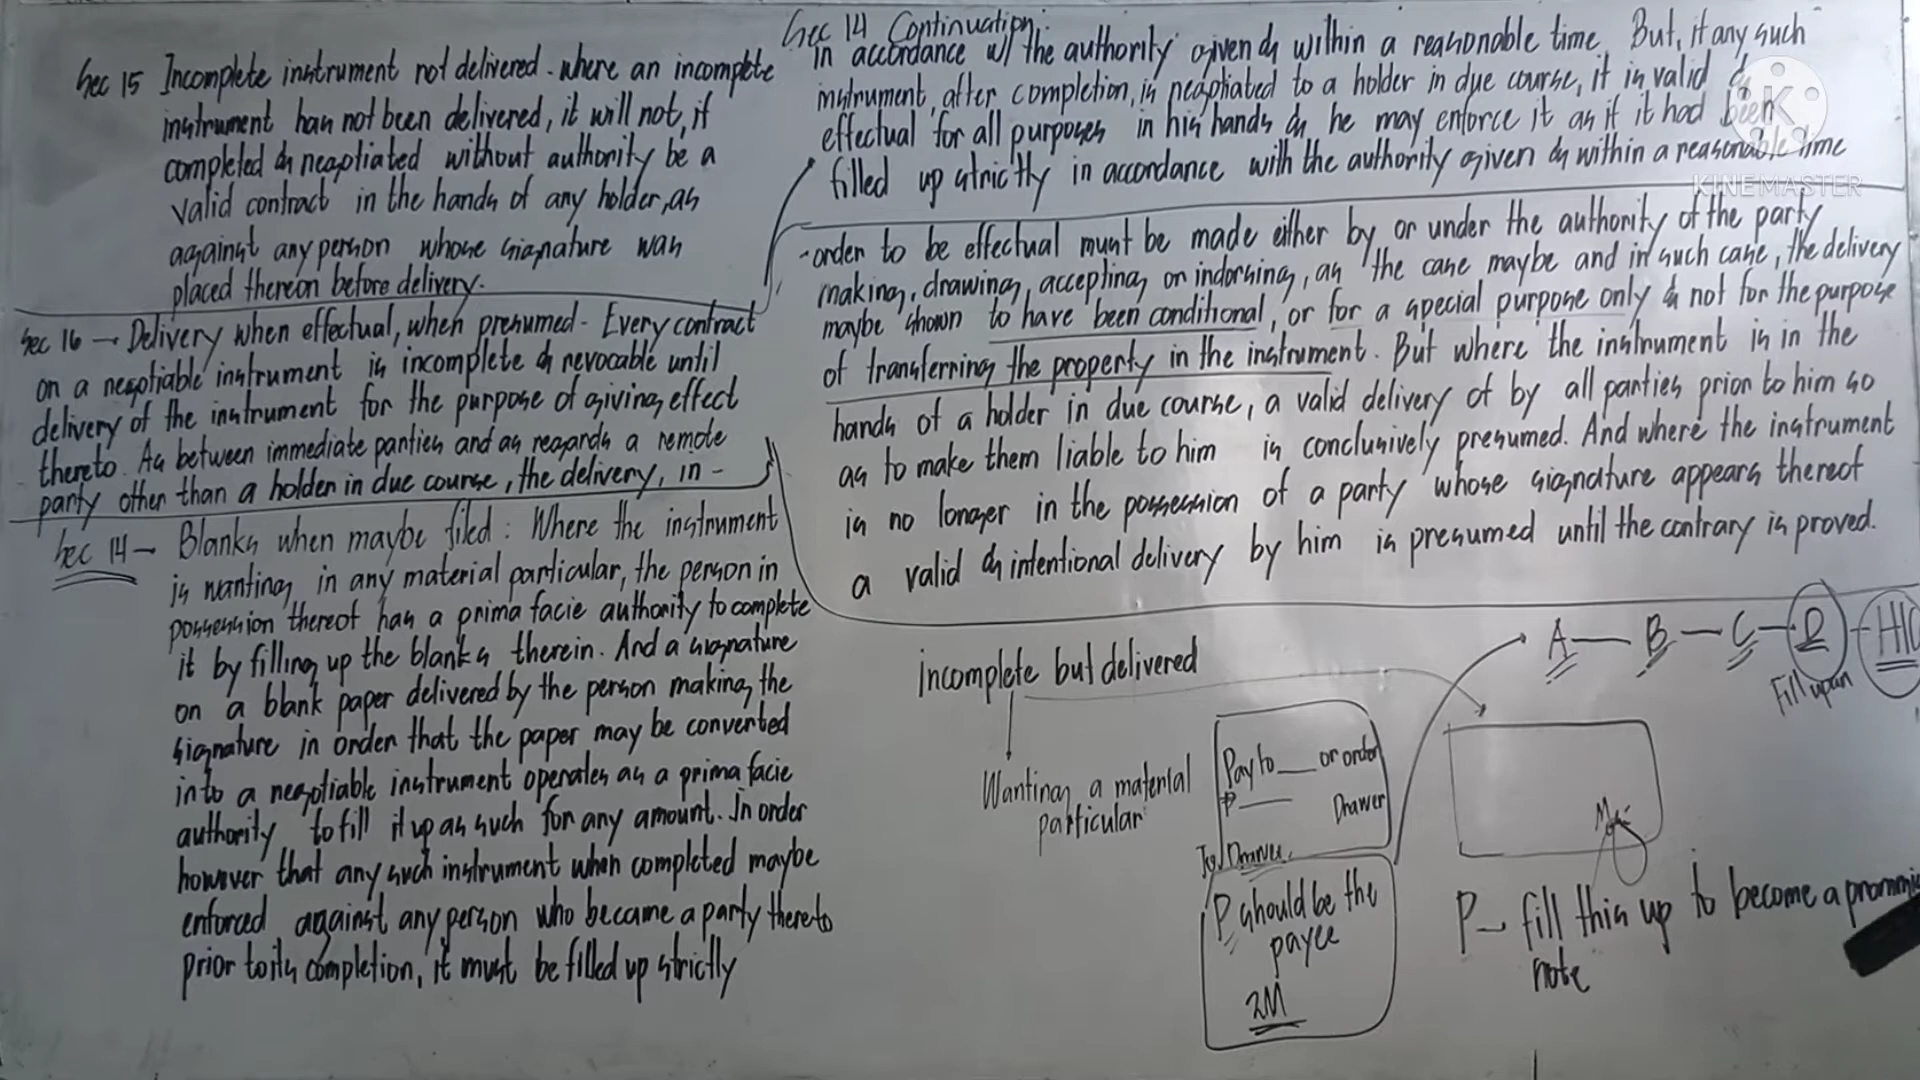 Sec 15 Incomplete instrument not delivered - where an incomplete
instrument has not been delivered, it will not, if
completed & negotiated without authority be a
valid contract in the hands of any holder, as
against any person whose signature was
placed thereon before delivery.
Sec 16 - Delivery when effectual, when presumed - Every contract
on a negotiable instrument is incomplete & revocable until
delivery of the instrument for the purpose of giving effect
thereto. As between immediate parties and as regards a remote
party other than a holder in due course, the delivery, in -
Sec 14 - Blanks when maybe filed: Where the instrument
is wanting in any material particular, the person in
possession thereof has a prima facie authority to complete
it by filling up the blanks therein. And a signature
on a blank paper delivered by the person making the
signature in order that the paper may be converted
into a negotiable instrument operates as a prima facie
authority to fill it up as such for any amount. In order
however that any such instrument when completed maybe
enforced against any person who became a party thereto
prior to its completion, it must be filled up strictly
Sec 14 Continuation:
in accordance w/ the authority given & within a reasonable time. But, if any such
instrument, after completion, is negotiated to a holder in due course, it is valid &
effectual for all purposes in his hands & he may enforce it as if it had been
filled up strictly in accordance with the authority given & within a reasonable time
KINEMASTER
-order to be effectual must be made either by or under the authority of the party
making, drawing, accepting or indorsing, as the case maybe and in such case, the delivery
maybe shown to have been conditional, or for a special purpose only & not for the purpose
of transferring the property in the instrument. But where the instrument is in the
hands of a holder in due course, a valid delivery of by all parties prior to him so
as to make them liable to him is conclusively presumed. And where the instrument
is no longer in the possession of a party whose signature appears thereof
a valid & intentional delivery by him is presumed until the contrary is proved.
incomplete but delivered
Wanting a material
particular
Pay to ___ or order
₱ ___
Drawer
To/ Drawee.
P should be the
payee
2M
A — B — C — D - HIC
Fill up
P - fill this up to become a
note